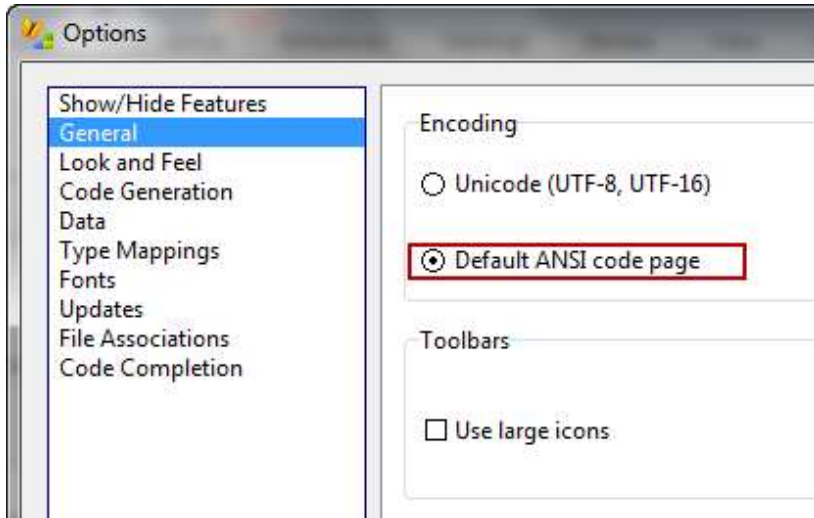 Options
Show/Hide Features
General
Look and Feel
Code Generation
Data
Type Mappings
Fonts
Updates
File Associations
Code Completion
Encoding
Unicode (UTF-8, UTF-16)
Default ANSI code page
Toolbars
Use large icons